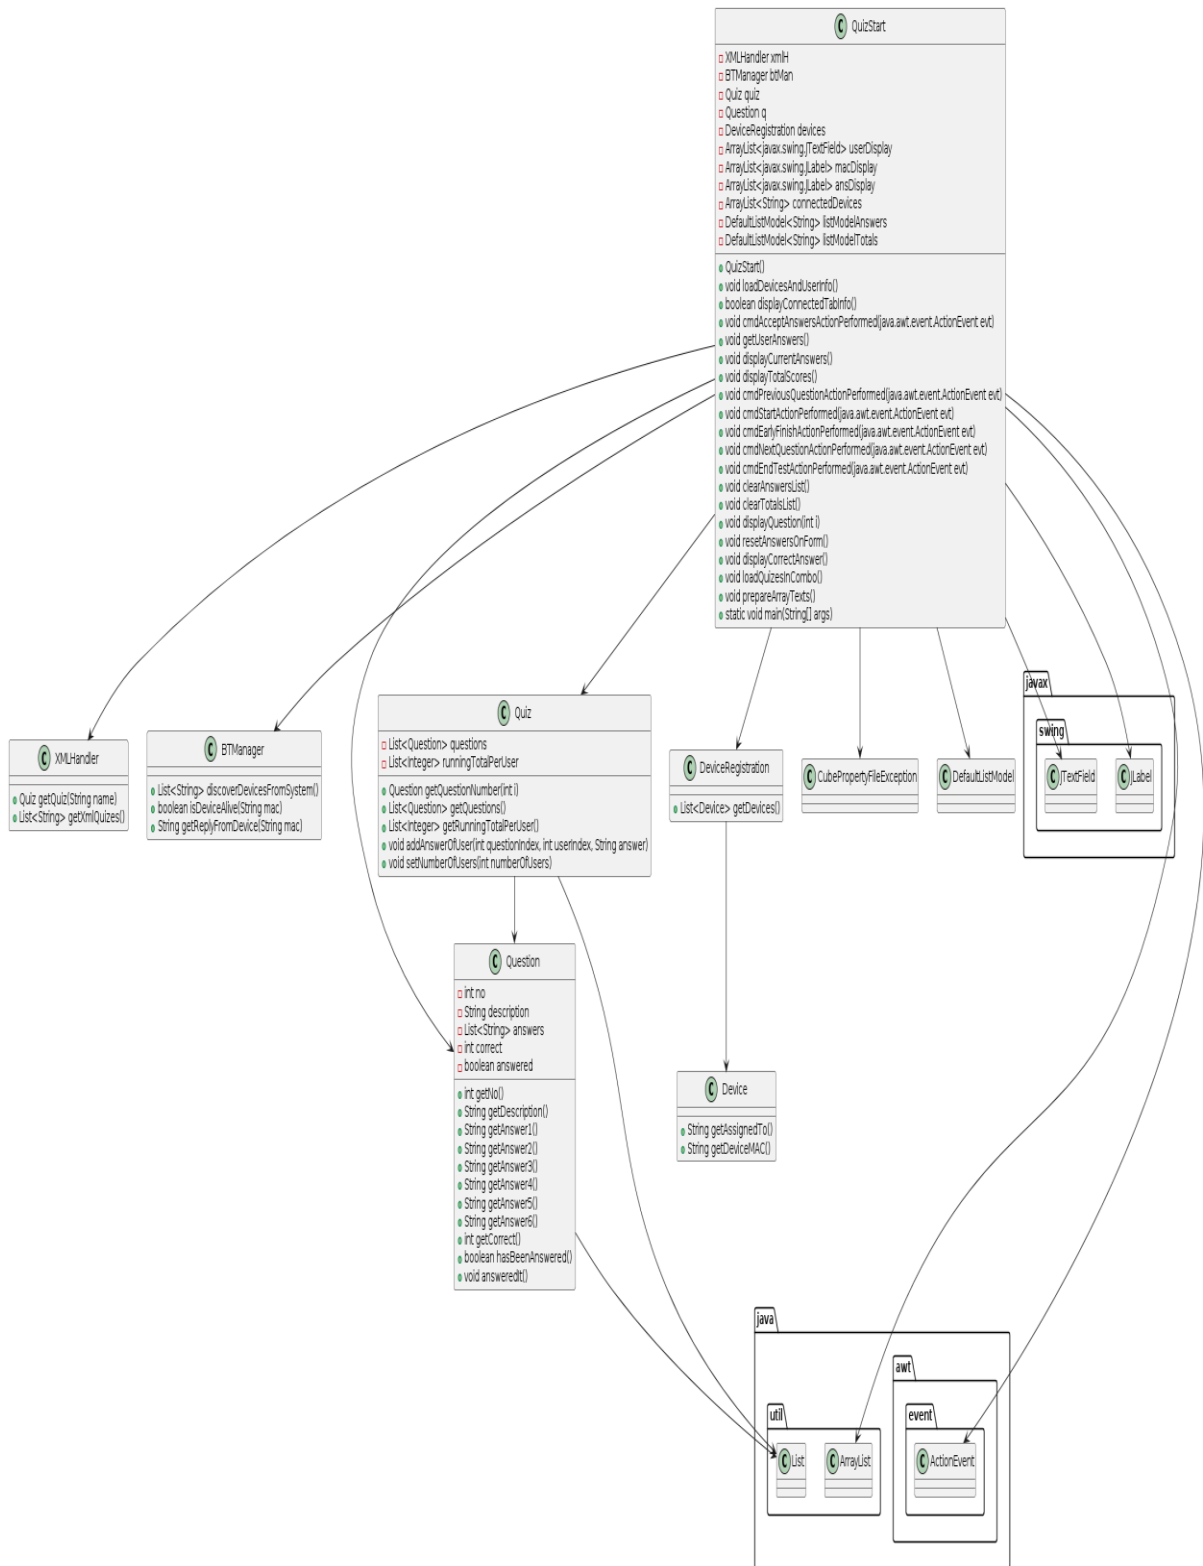 QuizStart
XMLHandler xmlH
BTManager btMan
Quiz quiz
Question q
DeviceRegistration devices
ArrayList<javax.swing.JTextField> userDisplay
ArrayList<javax.swing.JLabel> macDisplay
ArrayList<javax.swing.JLabel> ansDisplay
ArrayList<String> connectedDevices
DefaultListModel<String> listModelAnswers
DefaultListModel<String> listModelTotals
QuizStart()
void loadDevicesAndUserInfo()
boolean displayConnectedTabInfo()
void cmdAcceptAnswersActionPerformed(java.awt.event.ActionEvent evt)
void getUserAnswers()
void displayCurrentAnswers()
void displayTotalScores()
void cmdPreviousQuestionActionPerformed(java.awt.event.ActionEvent evt)
void cmdStartActionPerformed(java.awt.event.ActionEvent evt)
void cmdEarlyFinishActionPerformed(java.awt.event.ActionEvent evt)
void cmdNextQuestionActionPerformed(java.awt.event.ActionEvent evt)
void cmdEndTestActionPerformed(java.awt.event.ActionEvent evt)
void clearAnswersList()
void clearTotalsList()
void displayQuestion(int i)
void resetAnswersOnForm()
void displayCorrectAnswer()
void loadQuizesInCombo()
void prepareArrayTexts()
static void main(String[] args)
XMLHandler
Quiz getQuiz(String name)
List<String> getXmlQuizes()
BTManager
List<String> discoverDevicesFromSystem()
boolean isDeviceAlive(String mac)
String getReplyFromDevice(String mac)
Quiz
List<Question> questions
List<Integer> runningTotalPerUser
Question getQuestionNumber(int i)
List<Question> getQuestions()
List<Integer> getRunningTotalPerUser()
void addAnswerOfUser(int questionIndex, int userIndex, String answer)
void setNumberOfUsers(int numberOfUsers)
DeviceRegistration
List<Device> getDevices()
CubePropertyFileException
DefaultListModel
javax
swing
JTextField
JLabel
Question
int no
String description
List<String> answers
int correct
boolean answered
int getNo()
String getDescription()
String getAnswer1()
String getAnswer2()
String getAnswer3()
String getAnswer4()
String getAnswer5()
String getAnswer6()
int getCorrect()
boolean hasBeenAnswered()
void answeredIt()
Device
String getAssignedTo()
String getDeviceMAC()
java
util
List
ArrayList
awt
event
ActionEvent